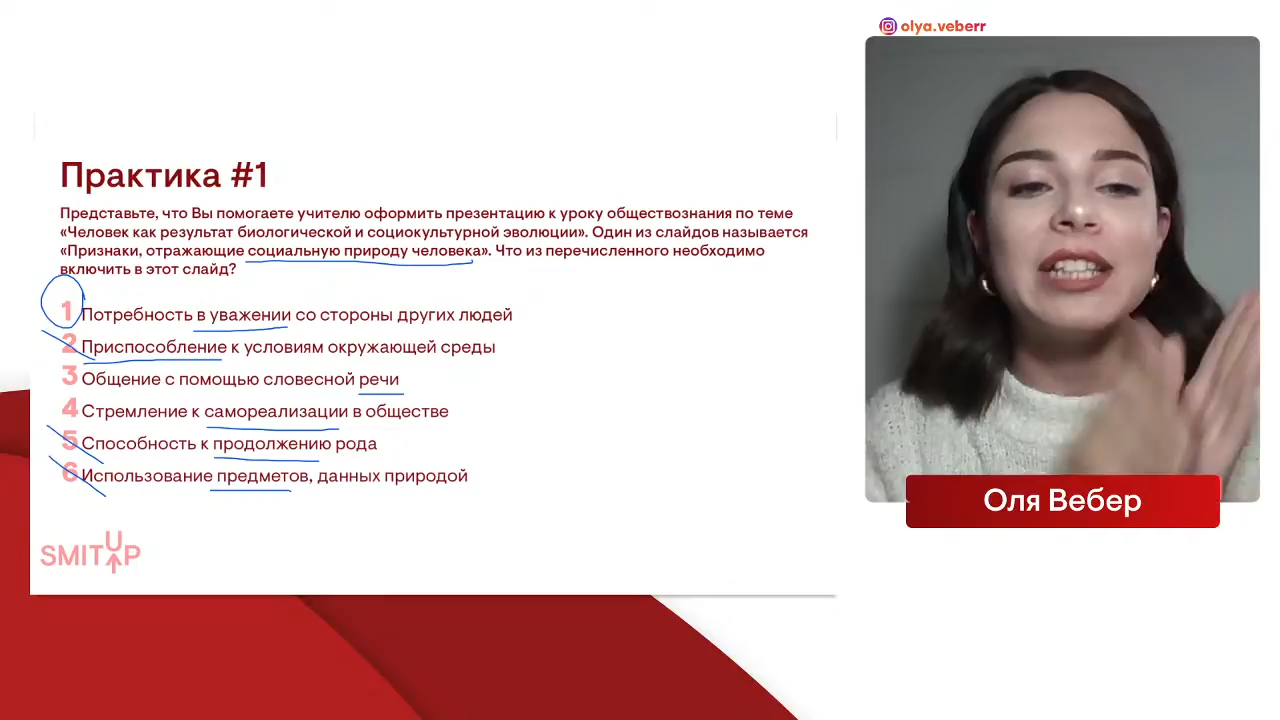 olya.veberr
Практика #1
Представьте, что Вы помогаете учителю оформить презентацию к уроку обществознания по теме
«Человек как результат биологической и социокультурной эволюции». Один из слайдов называется
«Признаки, отражающие социальную природу человека». Что из перечисленного необходимо
включить в этот слайд?
1 Потребность в уважении со стороны других людей
2 Приспособление к условиям окружающей среды
3 Общение с помощью словесной речи
4 Стремление к самореализации в обществе
5 Способность к продолжению рода
6 Использование предметов, данных природой
SMITUP
Оля Вебер